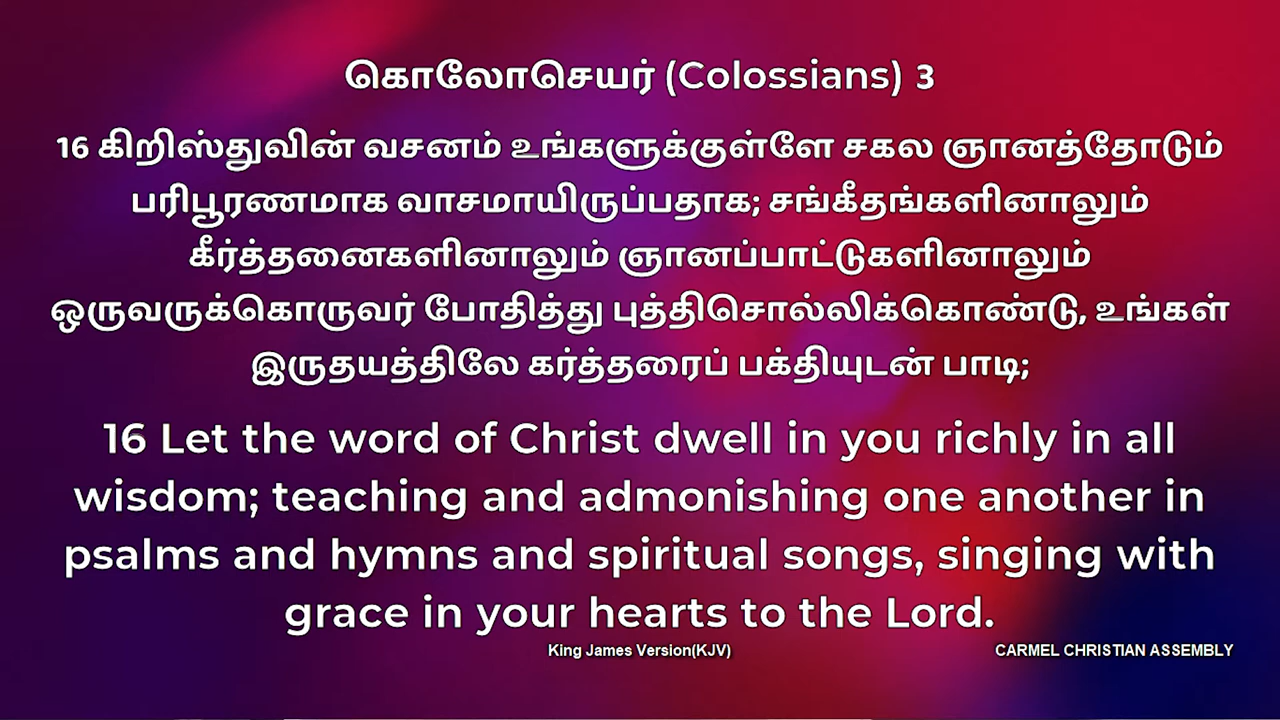 கொலோசெயர் (Colossians) 3
16 கிறிஸ்துவின் வசனம் உங்களுக்குள்ளே சகல ஞானத்தோடும்
பரிபூரணமாக வாசமாயிருப்பதாக; சங்கீதங்களினாலும்
கீர்த்தனைகளினாலும் ஞானப்பாட்டுகளினாலும்
ஒருவருக்கொருவர் போதித்து புத்திசொல்லிக்கொண்டு, உங்கள்
இருதயத்திலே கர்த்தரைப் பக்தியுடன் பாடி;
16 Let the word of Christ dwell in you richly in all
wisdom; teaching and admonishing one another in
psalms and hymns and spiritual songs, singing with
grace in your hearts to the Lord.
King James Version(KJV)
CARMEL CHRISTIAN ASSEMBLY